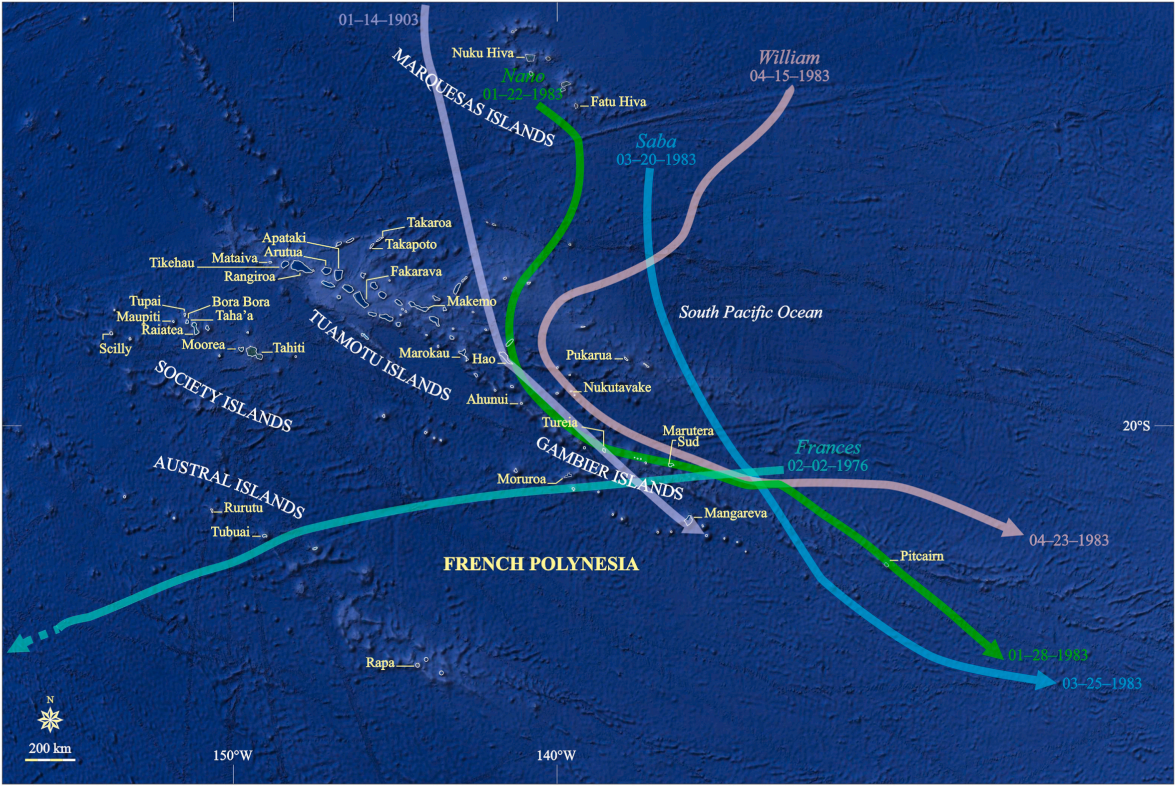 01–14–1903
Nuku Hiva
MARQUESAS ISLANDS
Nano
01–22–1983
Fatu Hiva
William
04–15–1983
Saba
03–20–1983
Takaroa
Apataki
Takapoto
Arutua
Mataiva
Tikehau
Rangiroa
Fakarava
Makemo
Tupai
Bora Bora
Maupiti
Taha’a
Raiatea
Scilly
Moorea
Tahiti
TUAMOTU ISLANDS
South Pacific Ocean
Marokau
Hao
Pukarua
SOCIETY ISLANDS
Ahunui
Nukutavake
Tureia
Marutera
Sud
20°S
GAMBIER ISLANDS
Frances
02–02–1976
AUSTRAL ISLANDS
Moruroa
Rurutu
Tubuai
Mangareva
04–23–1983
FRENCH POLYNESIA
Pitcairn
Rapa
01–28–1983
03–25–1983
N
200 km
150°W
140°W